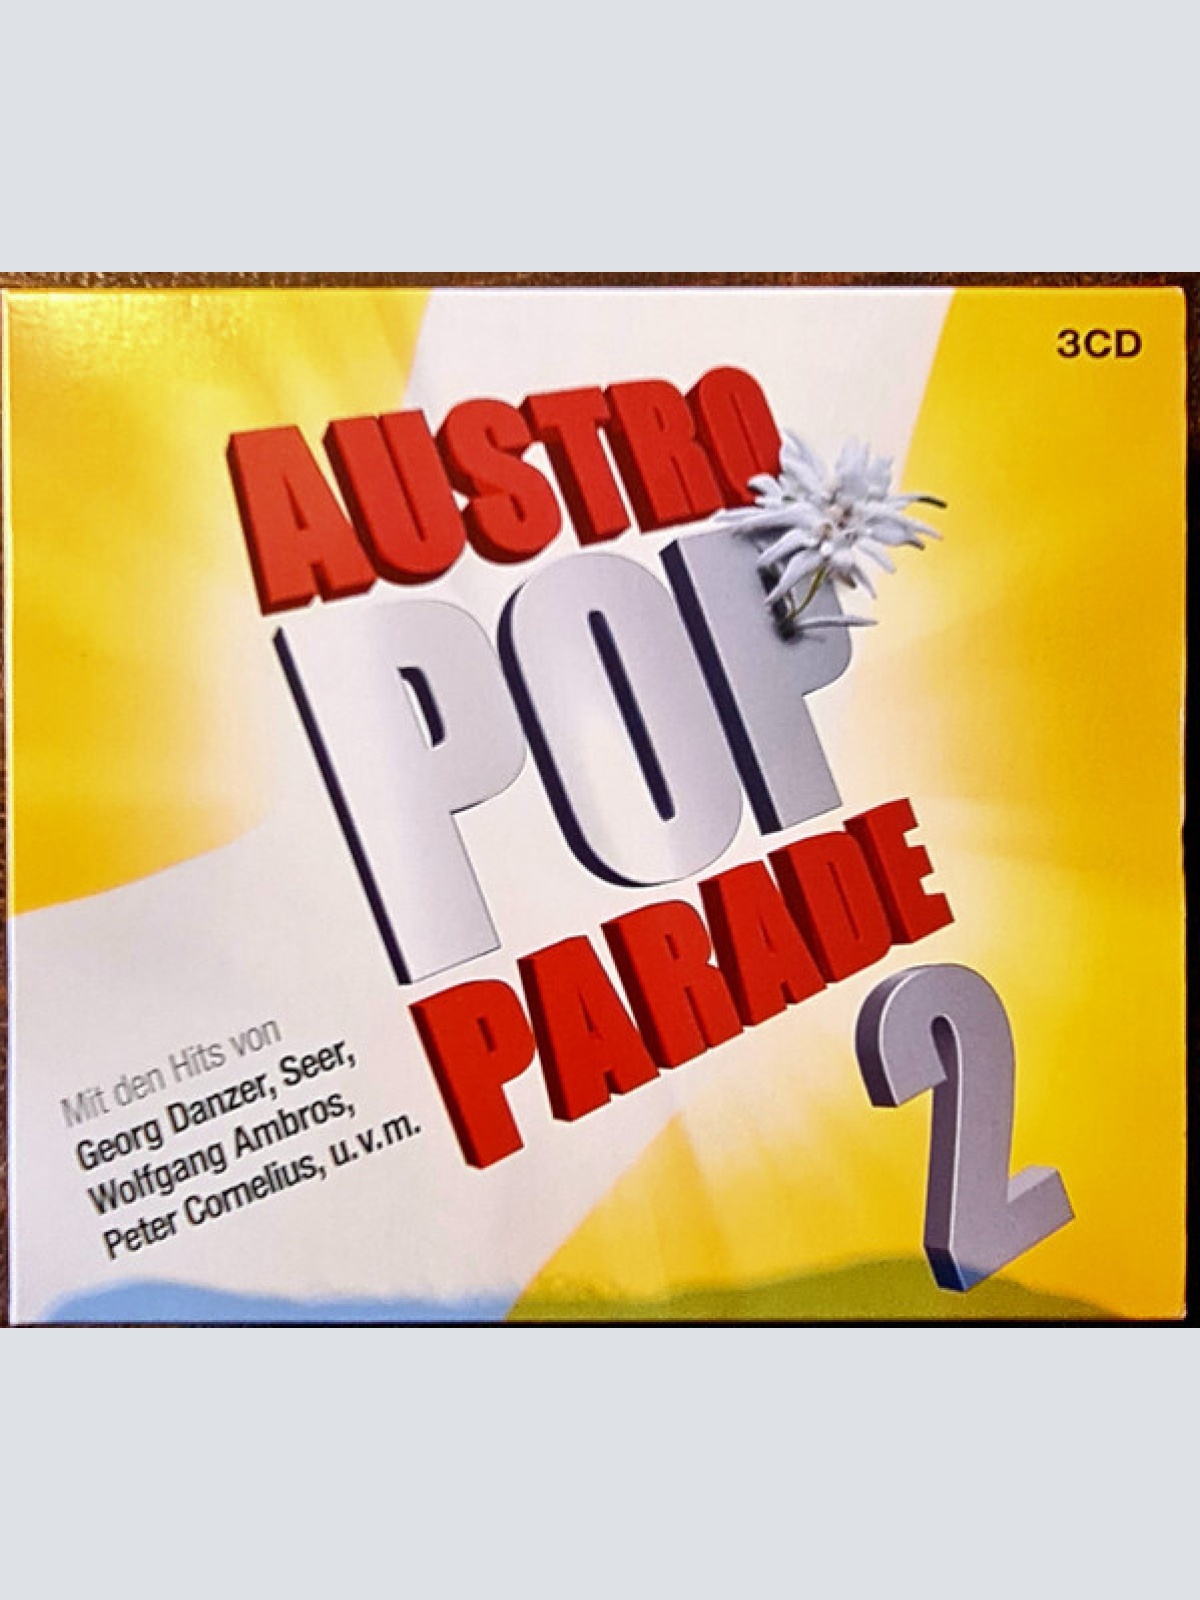 3CD
AUSTRO
POP
PARADE
2
Mit den Hits von
Georg Danzer, Seer,
Wolfgang Ambros,
Peter Cornelius, u.v.m.